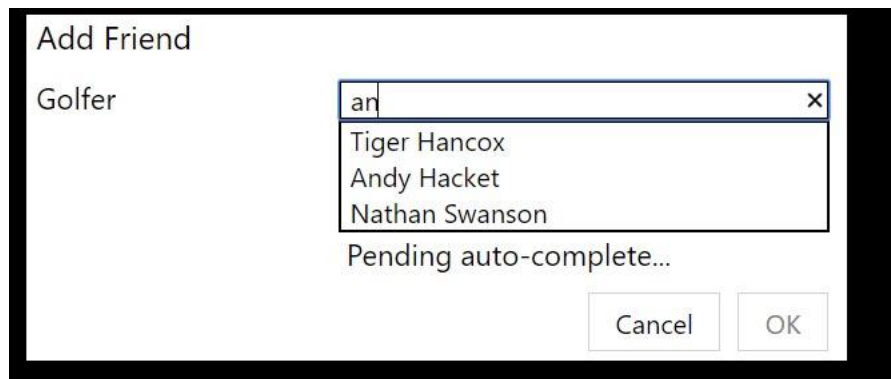 Add Friend
Golfer
an
Tiger Hancox
Andy Hacket
Nathan Swanson
Pending auto-complete...
Cancel OK